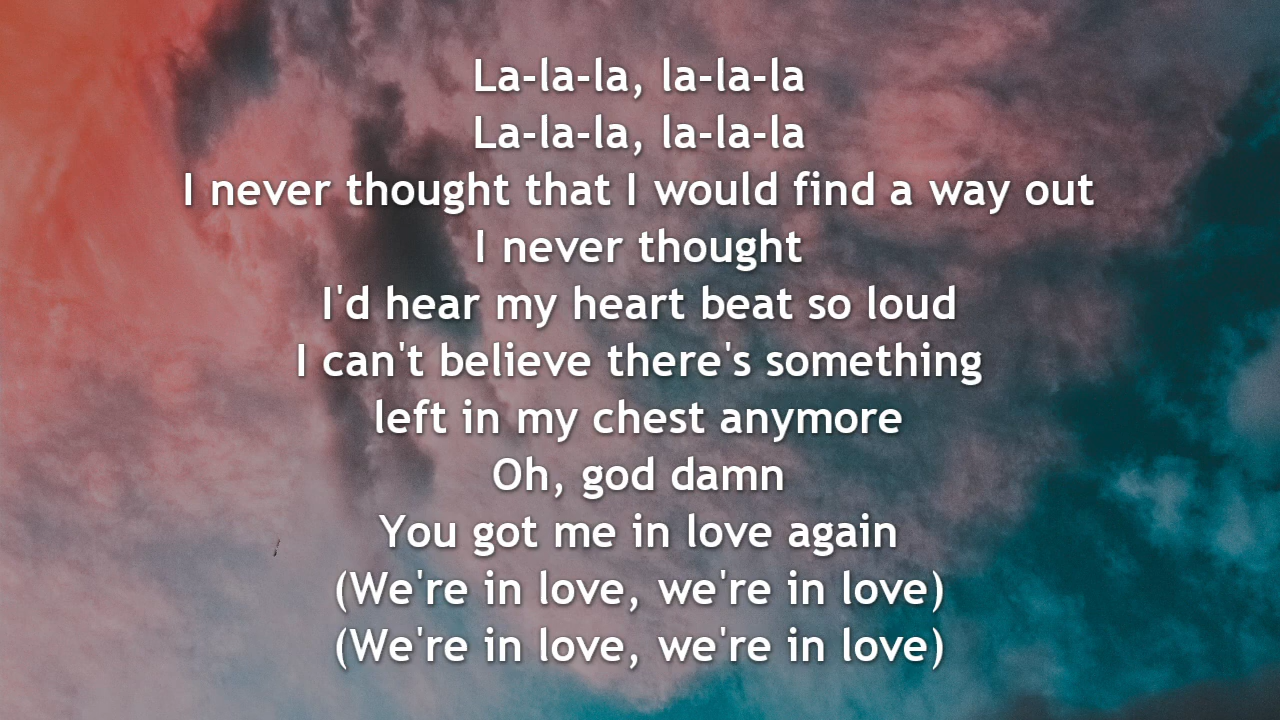 La-la-la, la-la-la
La-la-la, la-la-la
I never thought that I would find a way out
I never thought
I'd hear my heart beat so loud
I can't believe there's something
left in my chest anymore
Oh, god damn
You got me in love again
(We're in love, we're in love)
(We're in love, we're in love)